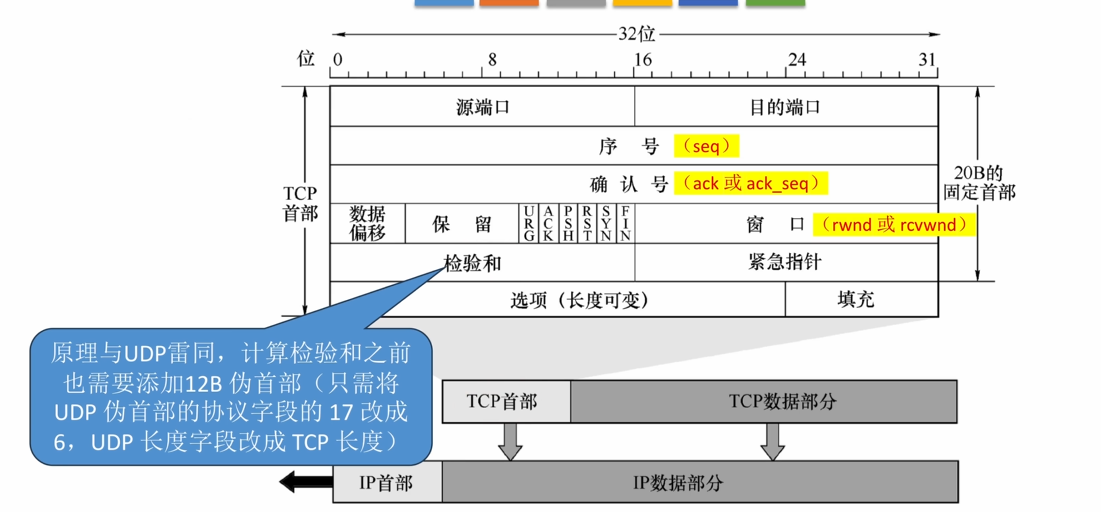 32位
位 0 8 16 24 31
源端口 目的端口
序 号 （seq）
确 认 号 （ack 或 ack_seq）
TCP
首部
20B的
固定首部
数据
偏移
保 留
URG
ACK
PSH
RST
SYN
FIN
窗 口 （rwnd 或 rcvwnd）
检验和 紧急指针
选项（长度可变） 填充
原理与UDP雷同，计算检验和之前
也需要添加12B 伪首部（只需将
UDP 伪首部的协议字段的 17 改成
6，UDP 长度字段改成 TCP 长度）
TCP首部 TCP数据部分
IP首部 IP数据部分